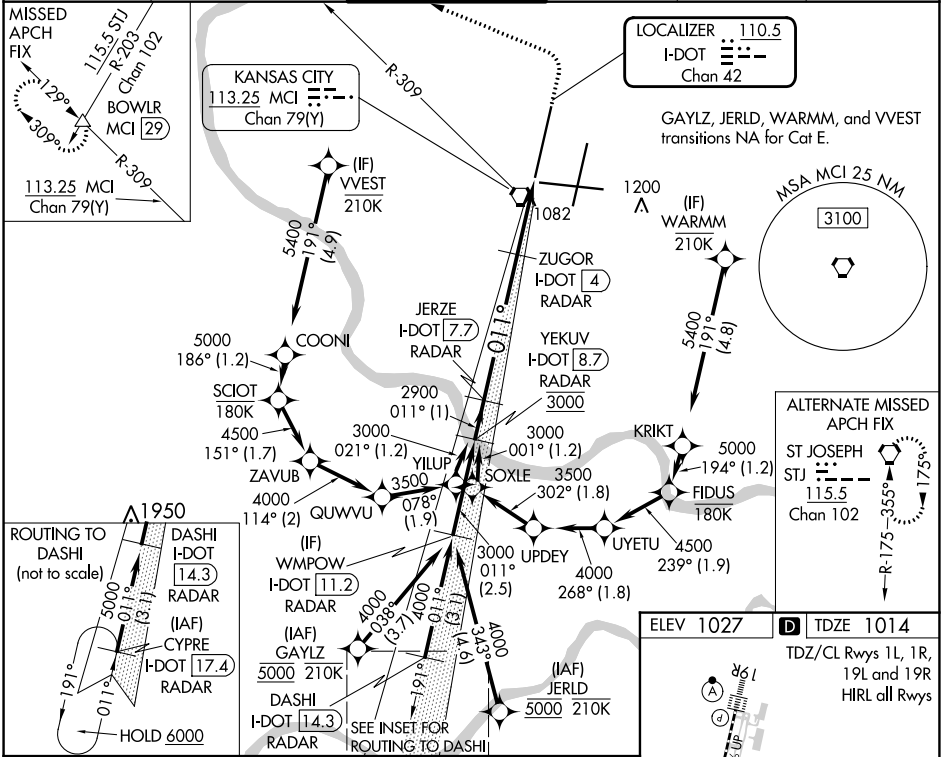 MISSED
APCH
FIX
115.5 STJ
R-203
Chan 102
129°
309°
BOWLR
MCI 29
R-309
113.25 MCI
Chan 79(Y)
KANSAS CITY
113.25 MCI
Chan 79(Y)
R-309
LOCALIZER 110.5
I-DOT
Chan 42
GAYLZ, JERLD, WARMM, and VVEST
transitions NA for Cat E.
MSA MCI 25 NM
3100
(IF)
VVEST
210K
5400
191°
(4.9)
1082
1200
(IF)
WARMM
210K
5400
191°
(4.8)
ZUGOR
I-DOT 4
RADAR
011°
JERZE
I-DOT 7.7
RADAR
YEKUV
I-DOT 8.7
RADAR
3000
COONI
5000
186° (1.2)
SCIOT
180K
4500
151° (1.7)
ZAVUB
4000
114° (2)
QUWVU
2900
011° (1)
3000
021° (1.2)
YILUP
3500
078°
(1.9)
3000
001° (1.2)
SOXLE
3500
302° (1.8)
UPDEY
4000
268° (1.8)
UYETU
4500
239° (1.9)
KRIKT
5000
194° (1.2)
FIDUS
180K
ALTERNATE MISSED
APCH FIX
ST JOSEPH
STJ
115.5
Chan 102
R-175
355°
175°
(IF)
WMPOW
I-DOT 11.2
RADAR
3000
011°
(2.5)
4000
038°
(3.7)
4000
011°
(3.1)
4000
343°
(4.6)
191°
(IAF)
GAYLZ
5000 210K
(IAF)
JERLD
5000 210K
DASHI
I-DOT 14.3
RADAR
SEE INSET FOR
ROUTING TO DASHI
1950
ROUTING TO
DASHI
(not to scale)
DASHI
I-DOT
14.3
RADAR
5000
011°
(3.1)
(IAF)
CYPRE
I-DOT 17.4
RADAR
191°
011°
HOLD 6000
ELEV 1027
D
TDZE 1014
TDZ/CL Rwys 1L, 1R,
19L and 19R
HIRL all Rwys
19R
A
P
% UP